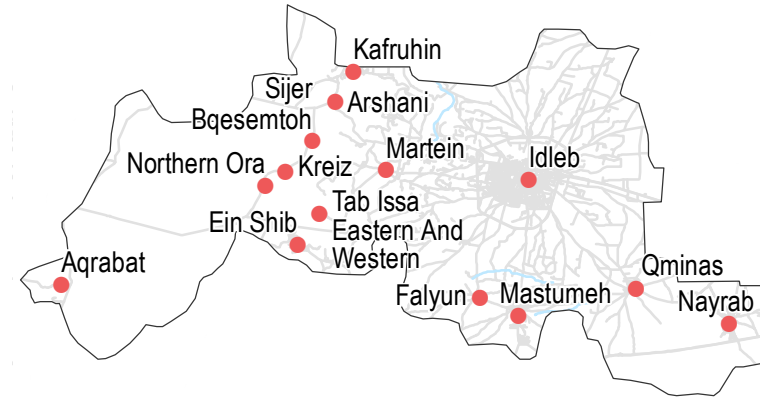 Kafruhin
Sijer
Arshani
Bqesemtoh
Martein
Idleb
Northern Ora
Kreiz
Tab Issa
Eastern And
Western
Ein Shib
Aqrabat
Qminas
Falyun
Mastumeh
Nayrab